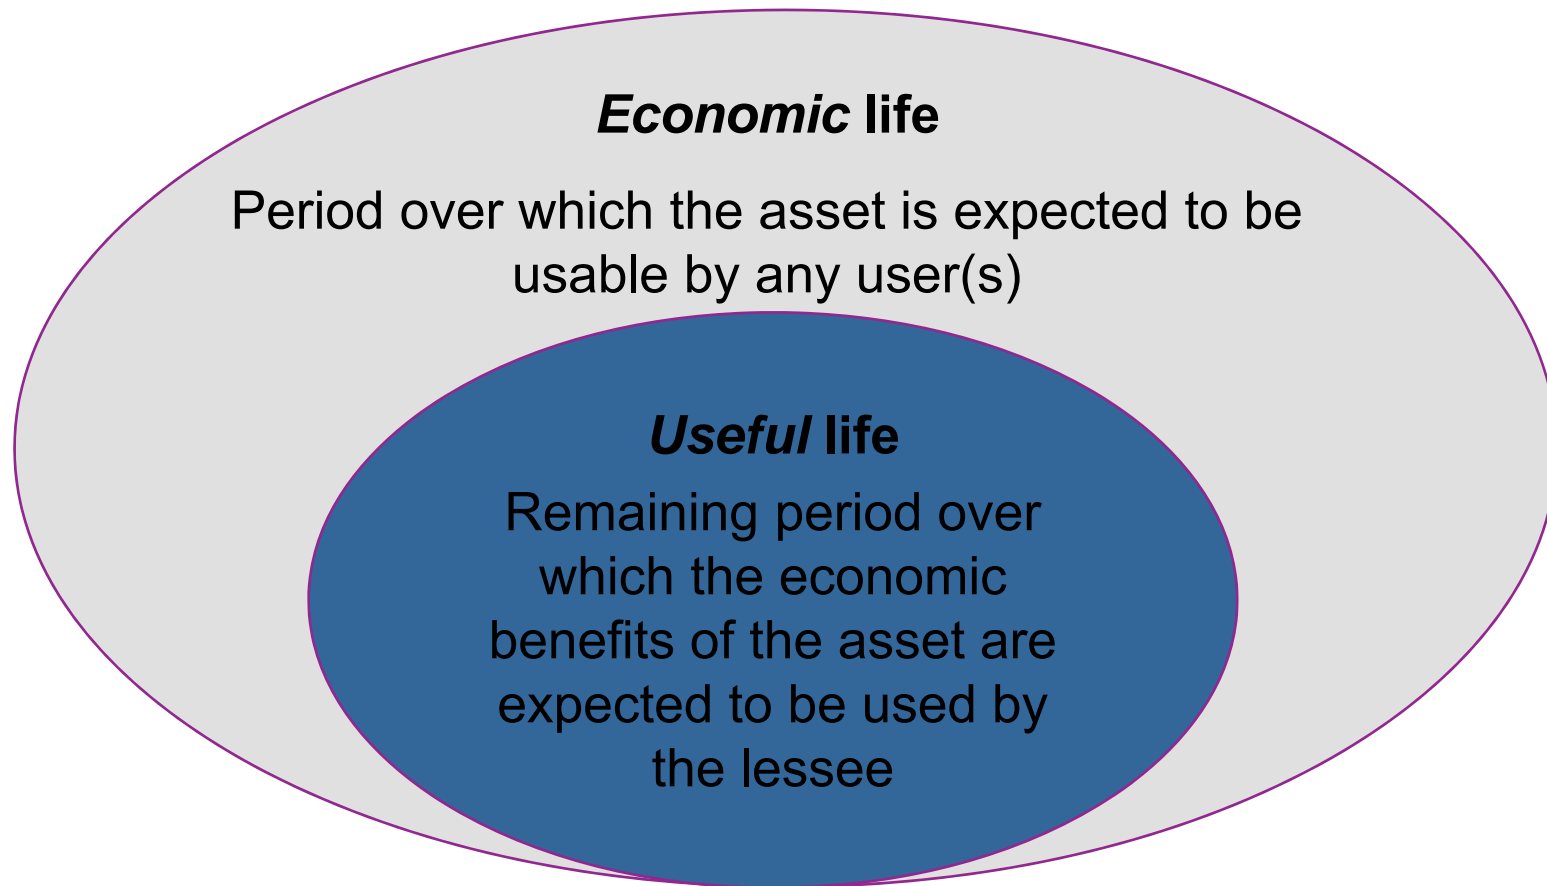 Economic life
Period over which the asset is expected to be
usable by any user(s)
Useful life
Remaining period over
which the economic
benefits of the asset are
expected to be used by
the lessee